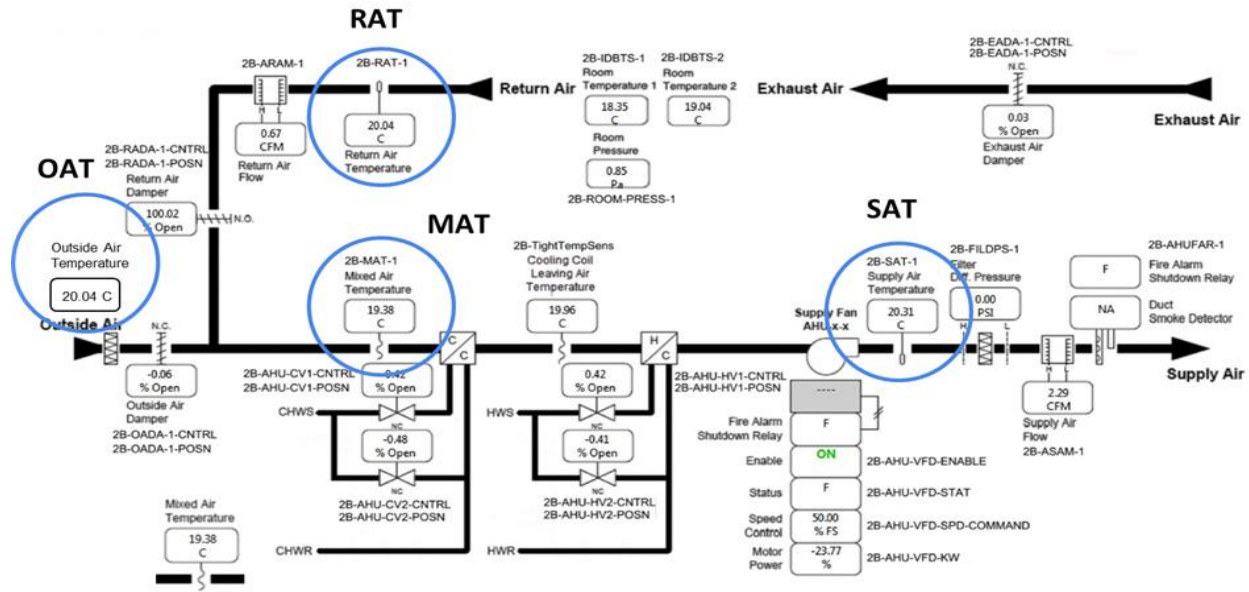 RAT
2B-ARAM-1
0.67
CFM
H L
Return Air
Flow
2B-RAT-1
20.04
C
Return Air
Temperature
Return Air
2B-IDBTS-1
Room
Temperature 1
18.35
C
2B-IDBTS-2
Room
Temperature 2
19.04
C
Room
Pressure
0.85
Pa
2B-ROOM-PRESS-1
Exhaust Air
2B-EADA-1-CNTRL
2B-EADA-1-POSN
N.C.
0.03
% Open
Exhaust Air
Damper
Exhaust Air
2B-RADA-1-CNTRL
2B-RADA-1-POSN
Return Air
Damper
100.02
% Open
N.O.
OAT
Outside Air
Temperature
20.04 C
Outside Air
N.C.
-0.06
% Open
Outside Air
Damper
2B-OADA-1-CNTRL
2B-OADA-1-POSN
MAT
2B-MAT-1
Mixed Air
Temperature
19.38
C
2B-TightTempSens
Cooling Coil
Leaving Air
Temperature
19.96
C
C
C
H
C
2B-AHU-CV1-CNTRL
2B-AHU-CV1-POSN
% Open
CHWS
NC
-0.48
% Open
NC
2B-AHU-CV2-CNTRL
2B-AHU-CV2-POSN
CHWR
0.42
% Open
2B-AHU-HV1-CNTRL
2B-AHU-HV1-POSN
HWS
NC
-0.41
% Open
NC
2B-AHU-HV2-CNTRL
2B-AHU-HV2-POSN
HWR
SAT
2B-SAT-1
Supply Air
Temperature
20.31
C
Supply Fan
AHU-x-x
2B-FILDPS-1
Filter
Diff. Pressure
0.00
PSI
H L
2B-AHUFAR-1
F
Fire Alarm
Shutdown Relay
NA
Duct
Smoke Detector
Supply Air
H L
2.29
CFM
Supply Air
Flow
2B-ASAM-1
----
Fire Alarm
Shutdown Relay
F
Enable
ON
2B-AHU-VFD-ENABLE
Status
F
2B-AHU-VFD-STAT
Speed
Control
50.00
% FS
2B-AHU-VFD-SPD-COMMAND
Motor
Power
-23.77
%
2B-AHU-VFD-KW
Mixed Air
Temperature
19.38
C